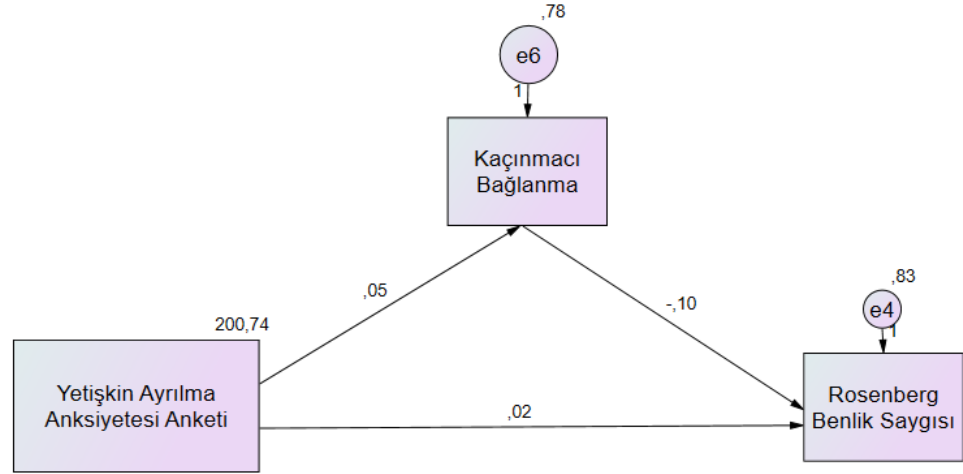 ,78
e6
1
Kaçınmacı
Bağlanma
,05
-,10
,83
e4
1
200,74
Yetişkin Ayrılma
Anksiyetesi Anketi
,02
Rosenberg
Benlik Saygısı